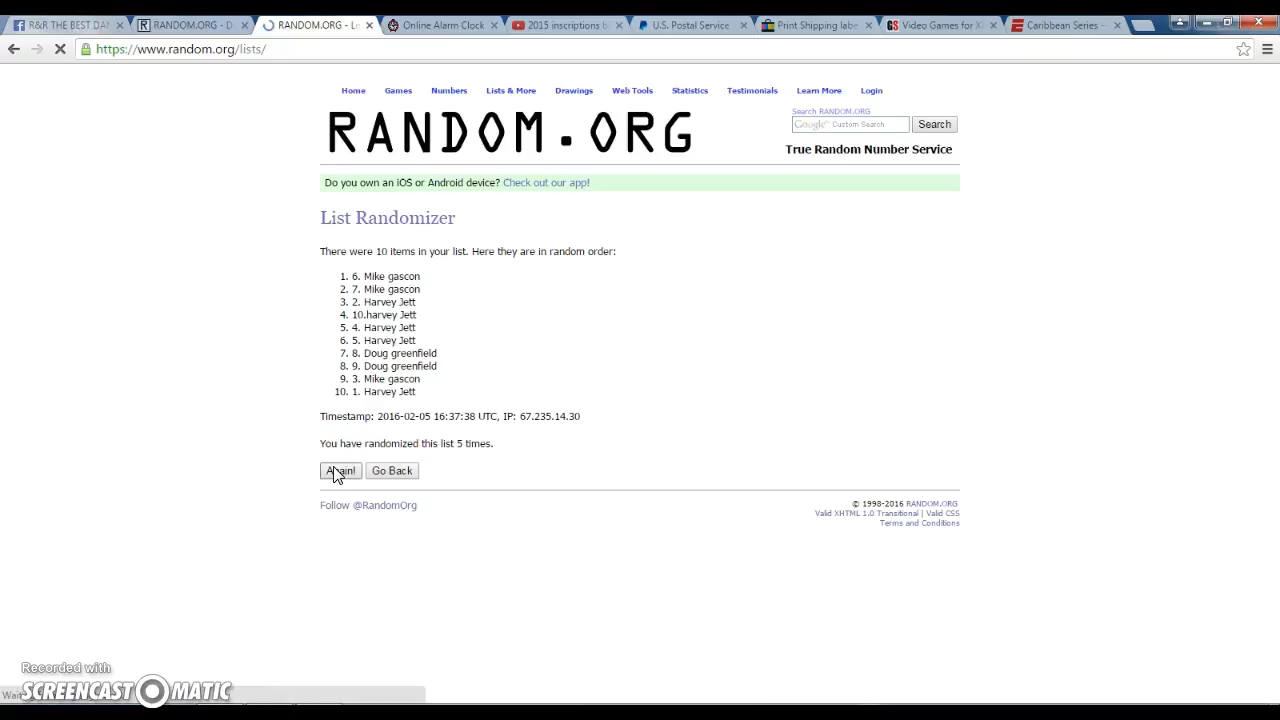 R&R THE BEST DAN
RANDOM.ORG - D
RANDOM.ORG - Lo
Online Alarm Clock
2015 inscriptions b
U.S. Postal Service
Print Shipping labe
Video Games for X
Caribbean Series -
https://www.random.org/lists/
Home Games Numbers Lists & More Drawings Web Tools Statistics Testimonials Learn More Login
Search RANDOM.ORG
Google™ Custom Search Search
RANDOM.ORG
True Random Number Service
Do you own an iOS or Android device? Check out our app!
List Randomizer
There were 10 items in your list. Here they are in random order:
1. 6. Mike gascon
2. 7. Mike gascon
3. 2. Harvey Jett
4. 10.harvey Jett
5. 4. Harvey Jett
6. 5. Harvey Jett
7. 8. Doug greenfield
8. 9. Doug greenfield
9. 3. Mike gascon
10. 1. Harvey Jett
Timestamp: 2016-02-05 16:37:38 UTC, IP: 67.235.14.30
You have randomized this list 5 times.
Again! Go Back
Follow @RandomOrg
© 1998-2016 RANDOM.ORG
Valid XHTML 1.0 Transitional | Valid CSS
Terms and Conditions
Recorded with
SCREENCAST MATIC